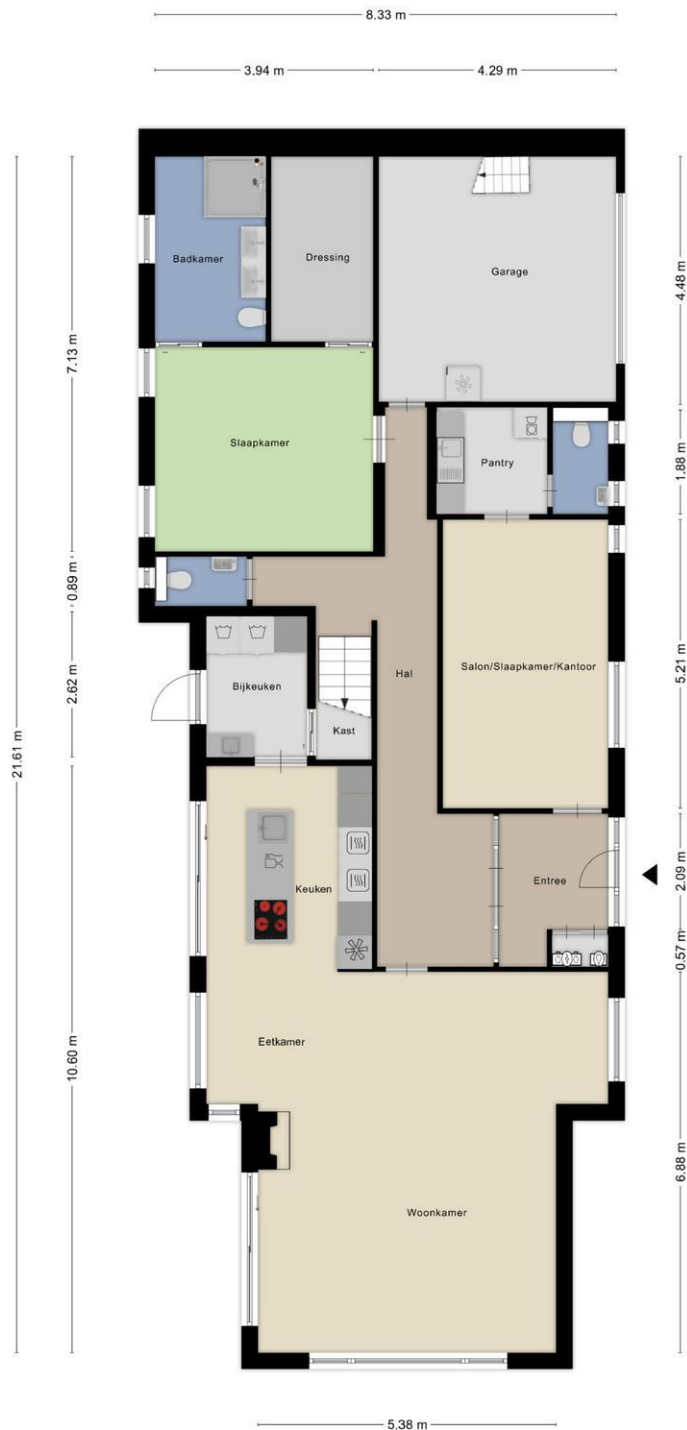 8.33 m
3.94 m
4.29 m
Badkamer
Dressing
Garage
4.48 m
7.13 m
Slaapkamer
Pantry
1.88 m
0.89 m
2.62 m
Bijkeuken
Kast
Hal
Salon/Slaapkamer/Kantoor
5.21 m
21.61 m
Keuken
Entree
2.09 m
0.57 m
Eetkamer
10.60 m
Woonkamer
6.88 m
5.38 m